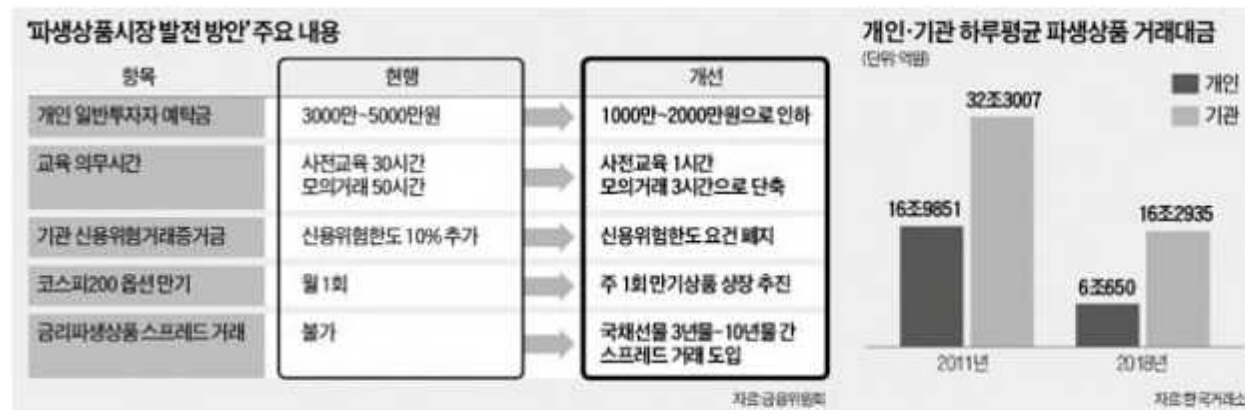 '파생상품시장 발전 방안' 주요 내용
항목 현행 개선
개인 일반투자자 예탁금 3000만~5000만원 1000만~2000만원으로 인하
교육 의무시간 사전교육 30시간 사전교육 1시간
모의거래 50시간 모의거래 3시간으로 단축
기관 신용위험거래증거금 신용위험한도 10% 추가 신용위험한도 요건 폐지
코스피200 옵션 만기 월 1회 주 1회 만기상품 상장 추진
금리파생상품 스프레드 거래 불가 국채선물 3년물-10년물 간
스프레드 거래 도입
자료:금융위원회
개인·기관 하루평균 파생상품 거래대금
(단위:억원)
개인
기관
32조3007
16조9851
16조2935
6조650
2011년 2018년
자료:한국거래소